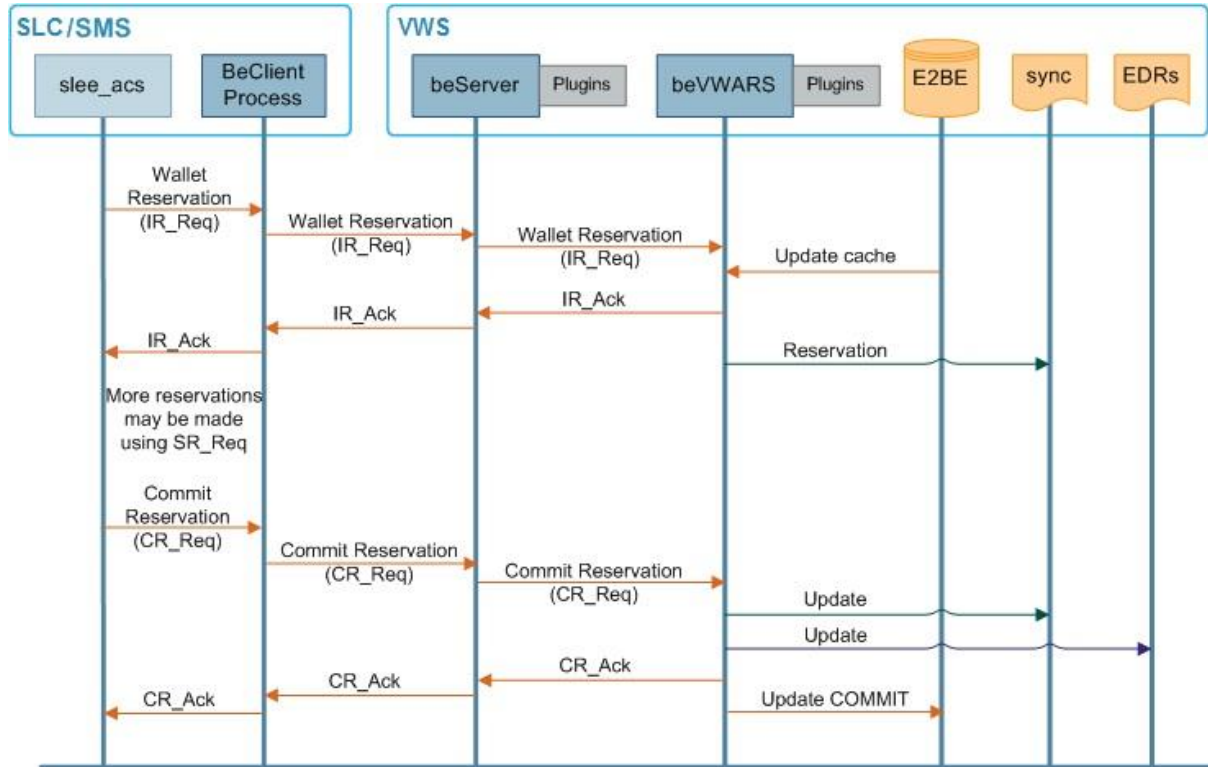 SLC/SMS
VWS
slee_acs
BeClient
Process
beServer
Plugins
beVWARS
Plugins
E2BE
sync
EDRs
Wallet
Reservation
(IR_Req)
Wallet Reservation
(IR_Req)
Wallet Reservation
(IR_Req)
Update cache
IR_Ack
IR_Ack
IR_Ack
Reservation
More reservations
may be made
using SR_Req
Commit
Reservation
(CR_Req)
Commit Reservation
(CR_Req)
Commit Reservation
(CR_Req)
Update
Update
CR_Ack
CR_Ack
CR_Ack
Update COMMIT